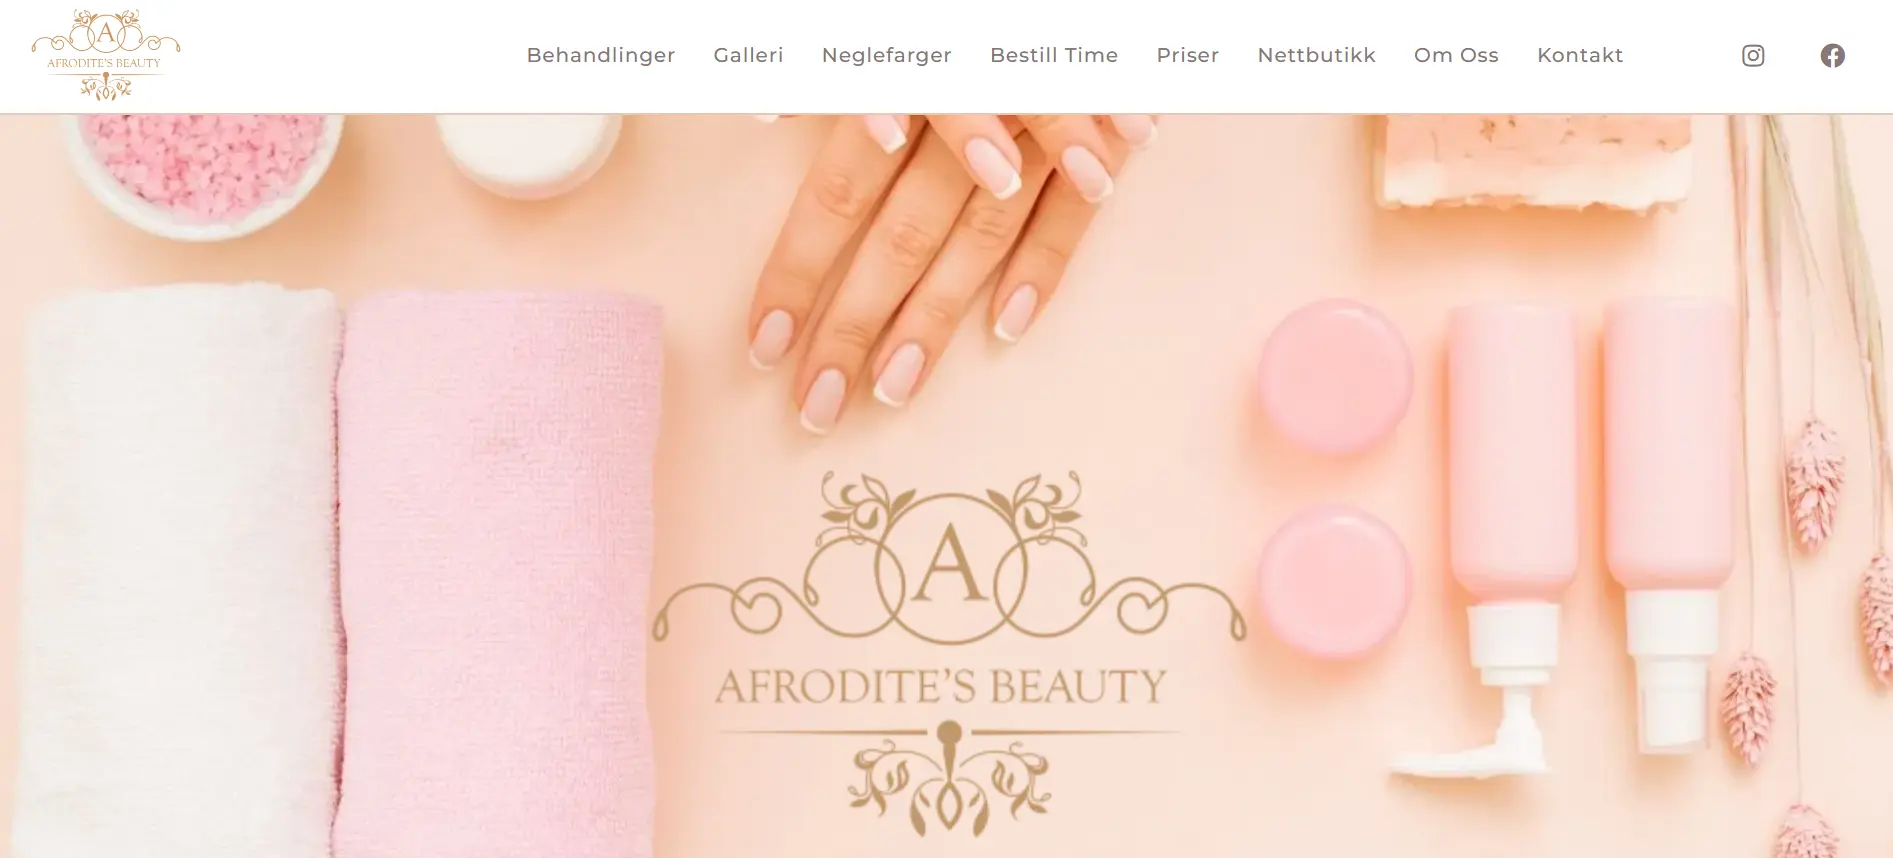 A
AFRODITE'S BEAUTY
Behandlinger Galleri Neglefarger Bestill Time Priser Nettbutikk Om Oss Kontakt
A
AFRODITE’S BEAUTY